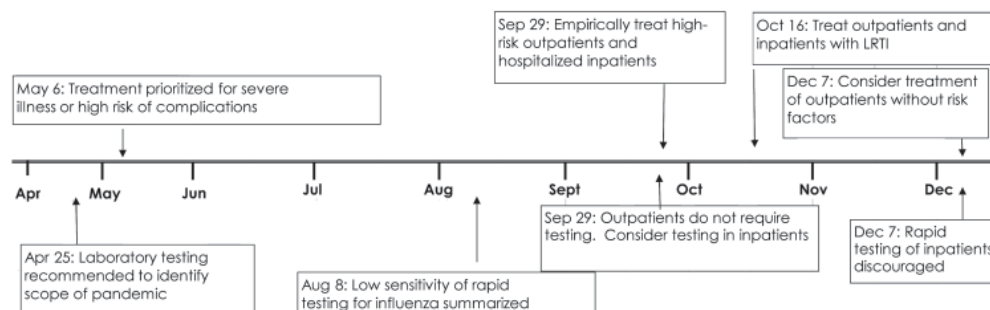 Sep 29: Empirically treat high-
risk outpatients and
hospitalized inpatients
Oct 16: Treat outpatients and
inpatients with LRTI
May 6: Treatment prioritized for severe
illness or high risk of complications
Dec 7: Consider treatment
of outpatients without risk
factors
Apr May Jun Jul Aug Sept Oct Nov Dec
Apr 25: Laboratory testing
recommended to identify
scope of pandemic
Aug 8: Low sensitivity of rapid
testing for influenza summarized
Sep 29: Outpatients do not require
testing. Consider testing in inpatients
Dec 7: Rapid
testing of inpatients
discouraged